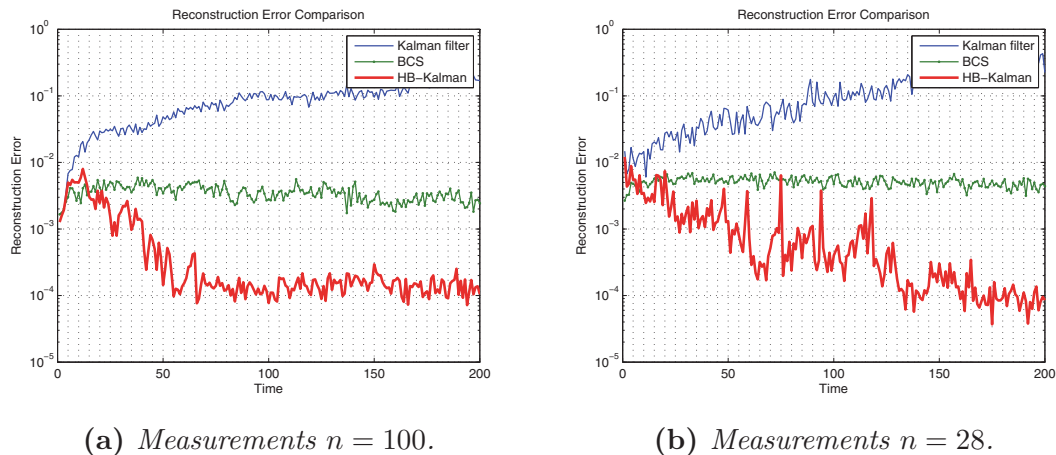 Reconstruction Error Comparison
10^0
10^-1
10^-2
10^-3
10^-4
10^-5
Reconstruction Error
Kalman filter
BCS
HB–Kalman
0 50 100 150 200
Time
(a) Measurements n = 100.
Reconstruction Error Comparison
10^0
10^-1
10^-2
10^-3
10^-4
10^-5
Reconstruction Error
Kalman filter
BCS
HB–Kalman
0 50 100 150 200
Time
(b) Measurements n = 28.